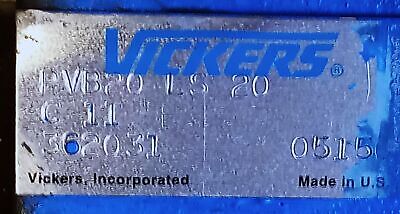 VICKERS®
PVB20 LS 20
C 11
362031 0515
Vickers, Incorporated Made in U.S.